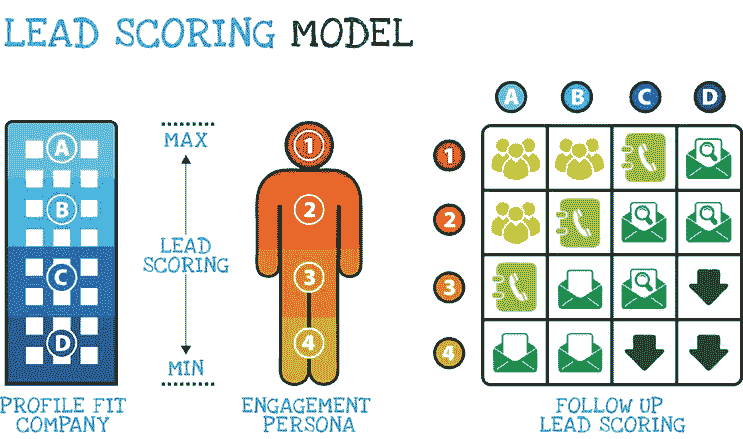 LEAD SCORING MODEL
A
B
C
D
PROFILE FIT
COMPANY
MAX
LEAD
SCORING
MIN
1
2
3
4
ENGAGEMENT
PERSONA
A B C D
1
2
3
4
FOLLOW UP
LEAD SCORING